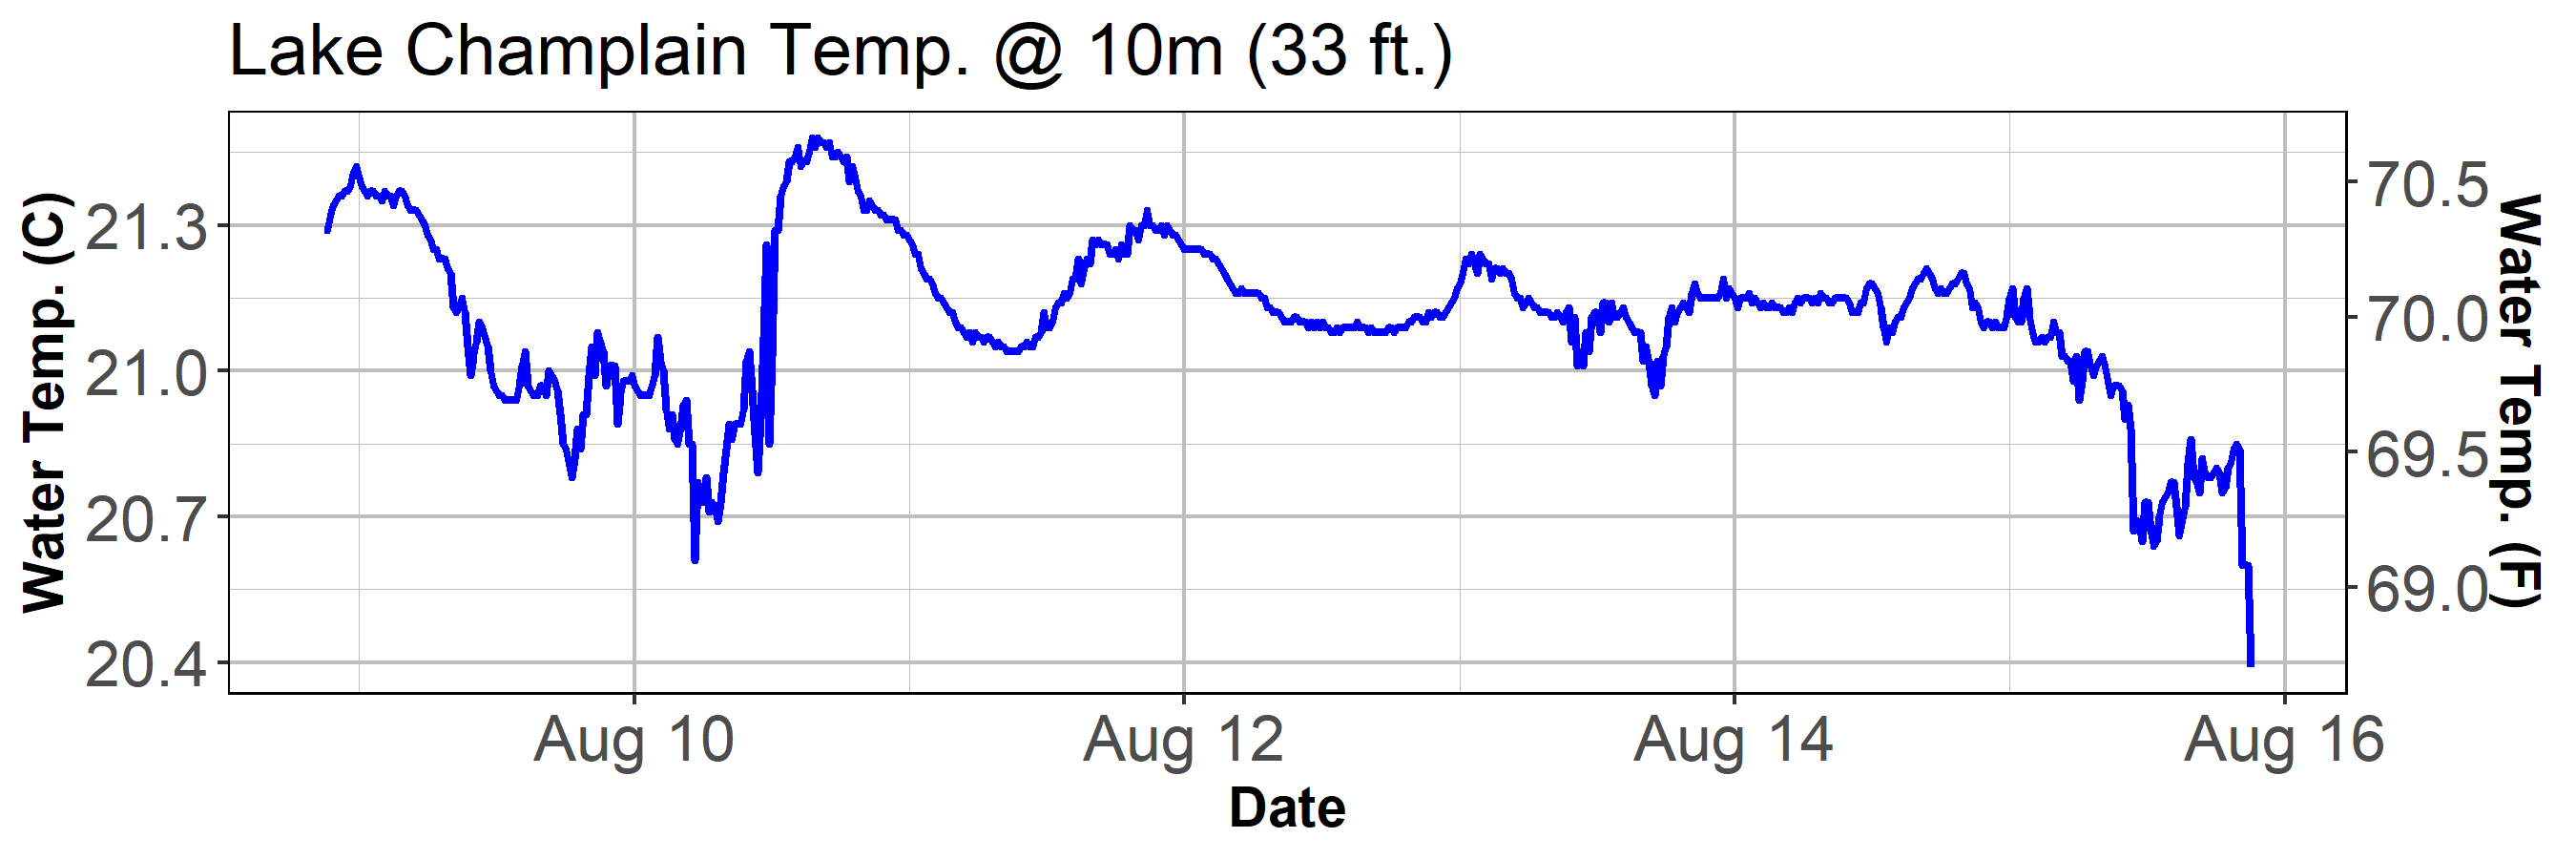 Lake Champlain Temp. @ 10m (33 ft.)
Water Temp. (C)
21.3
21.0
20.7
20.4
70.5
70.0
69.5
69.0
Water Temp. (F)
Aug 10
Aug 12
Aug 14
Aug 16
Date